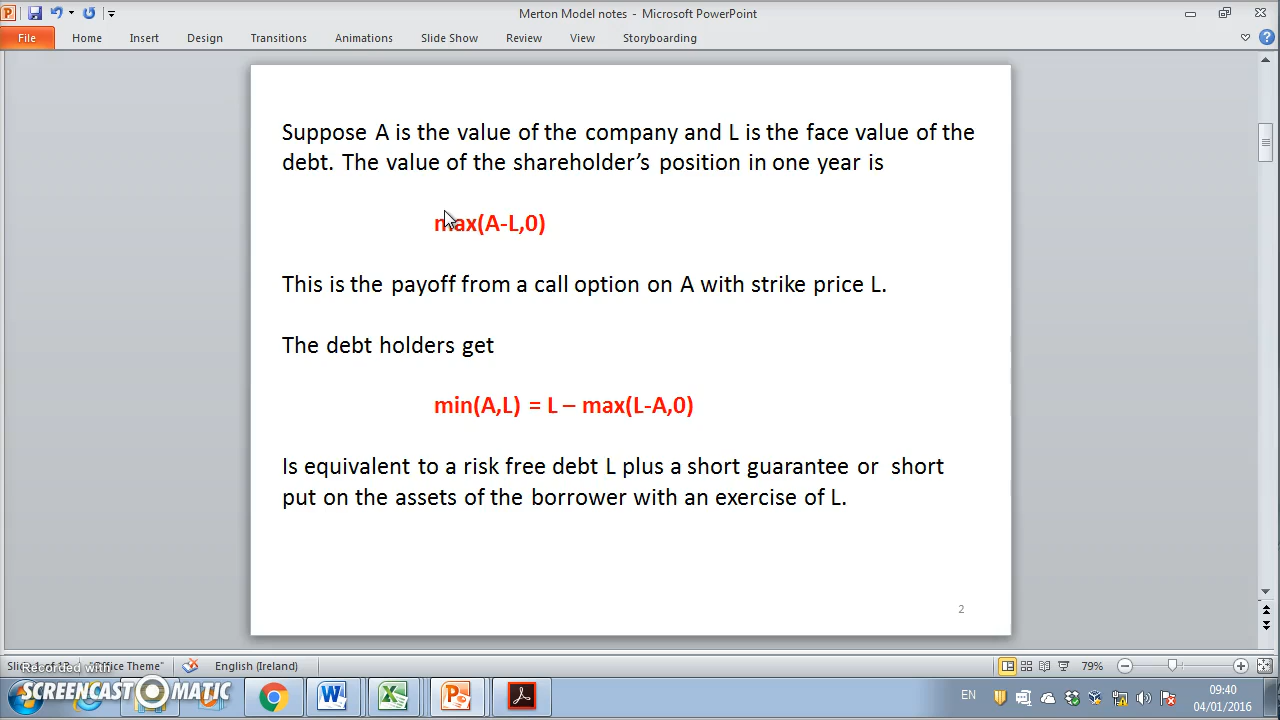 Merton Model notes - Microsoft PowerPoint
File Home Insert Design Transitions Animations Slide Show Review View Storyboarding
Suppose A is the value of the company and L is the face value of the
debt. The value of the shareholder’s position in one year is
max(A-L,0)
This is the payoff from a call option on A with strike price L.
The debt holders get
min(A,L) = L – max(L-A,0)
Is equivalent to a risk free debt L plus a short guarantee or short
put on the assets of the borrower with an exercise of L.
2
"Office Theme" English (Ireland) 79%
Recorded with
SCREENCAST MATIC
EN 09:40
04/01/2016